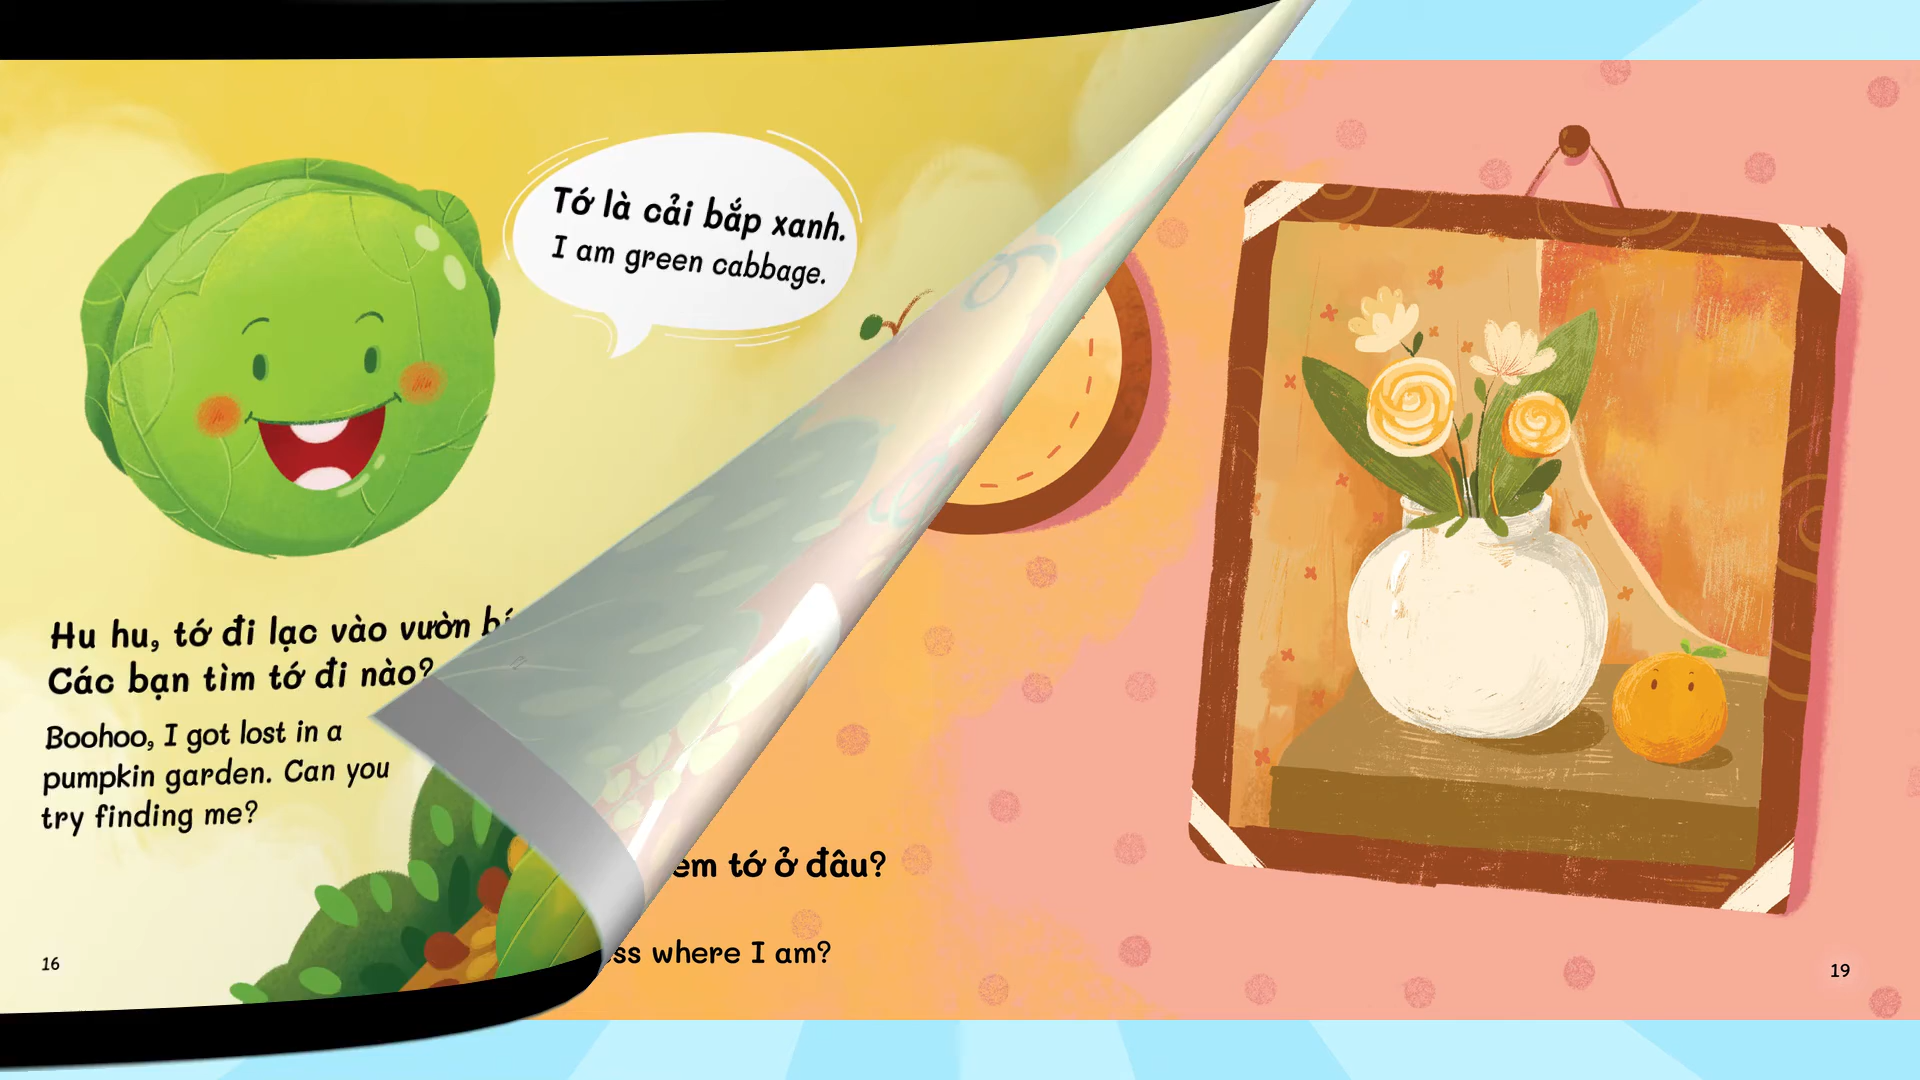 Tớ là cải bắp xanh.
I am green cabbage.
Hu hu, tớ đi lạc vào vườn
Các bạn tìm tớ đi nào?
Boohoo, I got lost in a
pumpkin garden. Can you
try finding me?
16
tớ ở đâu?
where I am?
19